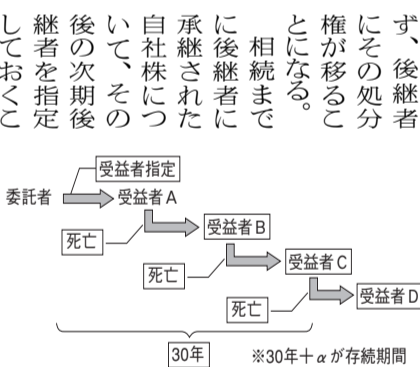 ず、後継者
にその処分
権が移るこ
とになる。
相続まで
に後継者に
承継された
自社株につ
いて、その
後の次期後
継者を指定
しておくこ
受益者指定
委託者
受益者A
死亡
受益者B
死亡
受益者C
死亡
受益者D
30年
※30年+αが存続期間